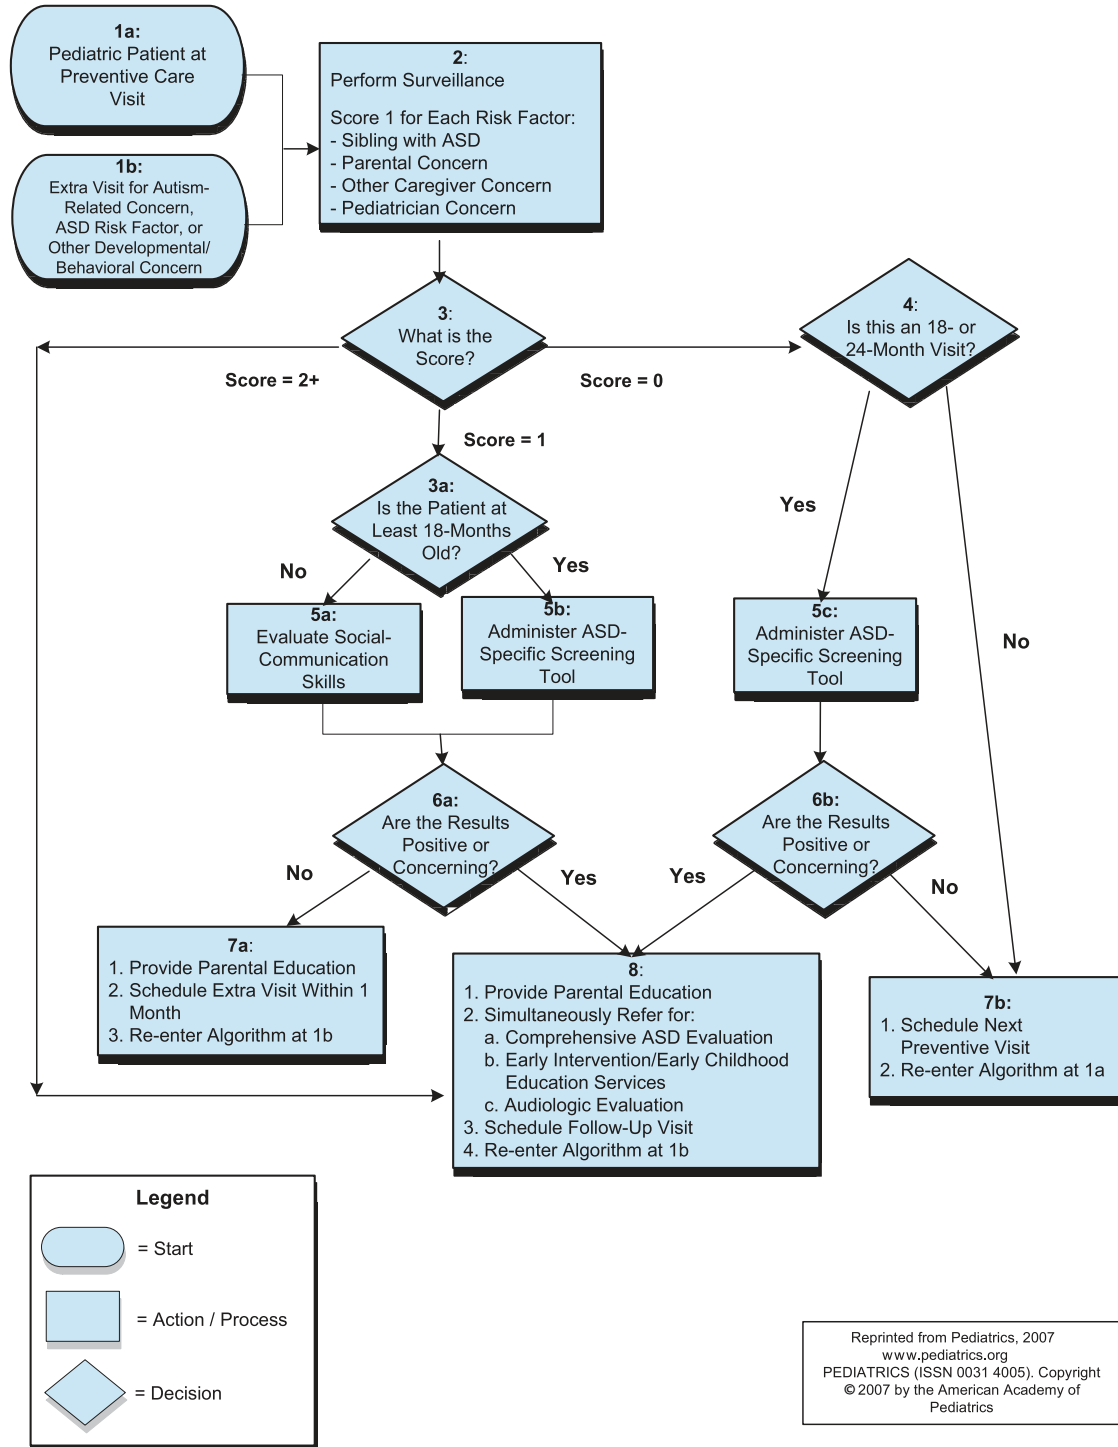 1a:
Pediatric Patient at
Preventive Care
Visit
1b:
Extra Visit for Autism-
Related Concern,
ASD Risk Factor, or
Other Developmental/
Behavioral Concern
2:
Perform Surveillance
Score 1 for Each Risk Factor:
- Sibling with ASD
- Parental Concern
- Other Caregiver Concern
- Pediatrician Concern
3:
What is the
Score?
4:
Is this an 18- or
24-Month Visit?
Score = 2+
Score = 0
Score = 1
3a:
Is the Patient at
Least 18-Months
Old?
Yes
No
Yes
No
5a:
Evaluate Social-
Communication
Skills
5b:
Administer ASD-
Specific Screening
Tool
5c:
Administer ASD-
Specific Screening
Tool
6a:
Are the Results
Positive or
Concerning?
6b:
Are the Results
Positive or
Concerning?
No
Yes
Yes
No
7a:
1. Provide Parental Education
2. Schedule Extra Visit Within 1
Month
3. Re-enter Algorithm at 1b
8:
1. Provide Parental Education
2. Simultaneously Refer for:
a. Comprehensive ASD Evaluation
b. Early Intervention/Early Childhood
Education Services
c. Audiologic Evaluation
3. Schedule Follow-Up Visit
4. Re-enter Algorithm at 1b
7b:
1. Schedule Next
Preventive Visit
2. Re-enter Algorithm at 1a
Legend
= Start
= Action / Process
= Decision
Reprinted from Pediatrics, 2007
www.pediatrics.org
PEDIATRICS (ISSN 0031 4005). Copyright
© 2007 by the American Academy of
Pediatrics